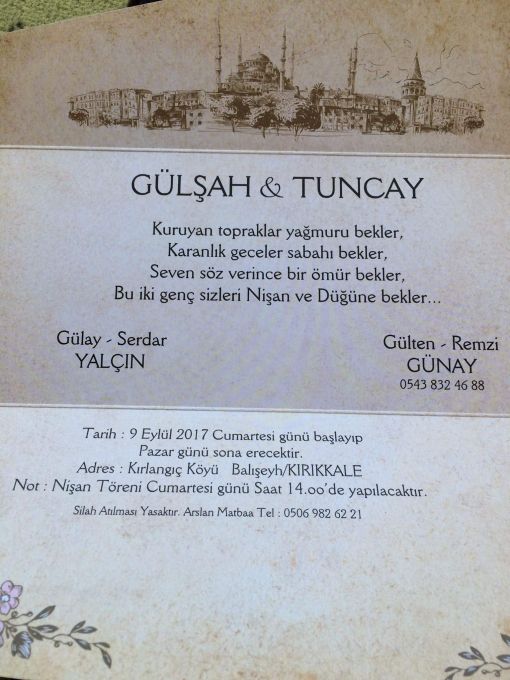 GÜLŞAH & TUNCAY
Kuruyan topraklar yağmuru bekler,
Karanlık geceler sabahı bekler,
Seven söz verince bir ömür bekler,
Bu iki genç sizleri Nişan ve Düğüne bekler...
Gülay - Serdar
YALÇIN
Gülten - Remzi
GÜNAY
0543 832 46 88
Tarih : 9 Eylül 2017 Cumartesi günü başlayıp
Pazar günü sona erecektir.
Adres : Kırlangıç Köyü Balışeyh/KIRIKKALE
Not : Nişan Töreni Cumartesi günü Saat 14.oo'de yapılacaktır.
Silah Atılması Yasaktır. Arslan Matbaa Tel : 0506 982 62 21